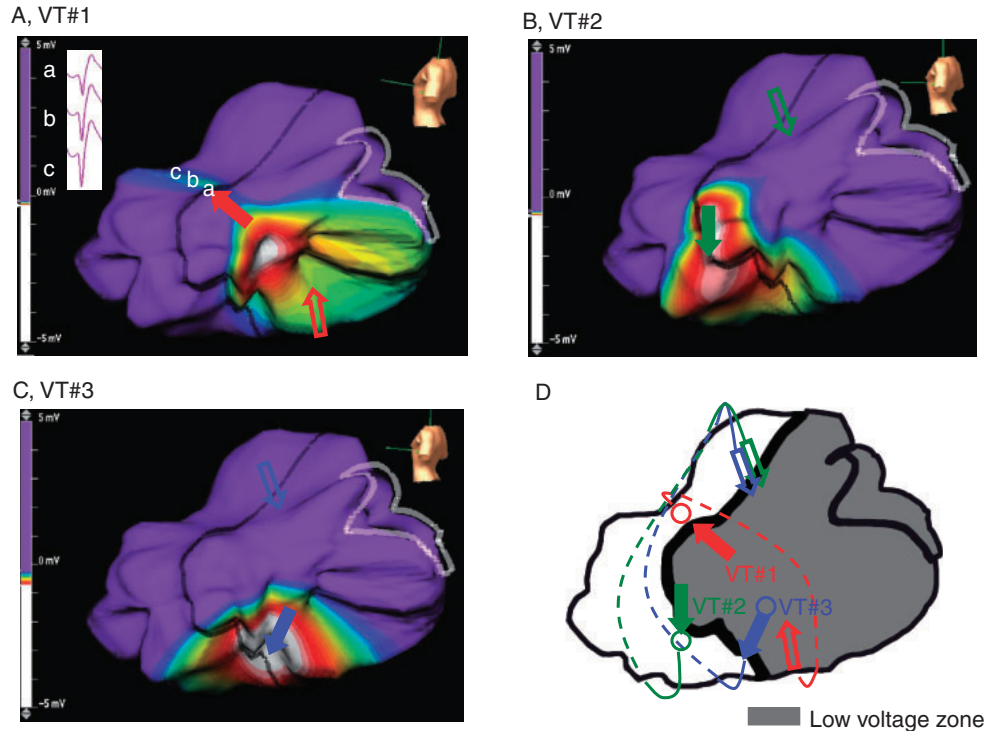 A, VT#1
5 mV
a
b
c
0 mV
c
b
a
−5 mV
B, VT#2
5 mV
0 mV
−5 mV
C, VT#3
5 mV
0 mV
−5 mV
D
VT#1
VT#2
VT#3
Low voltage zone